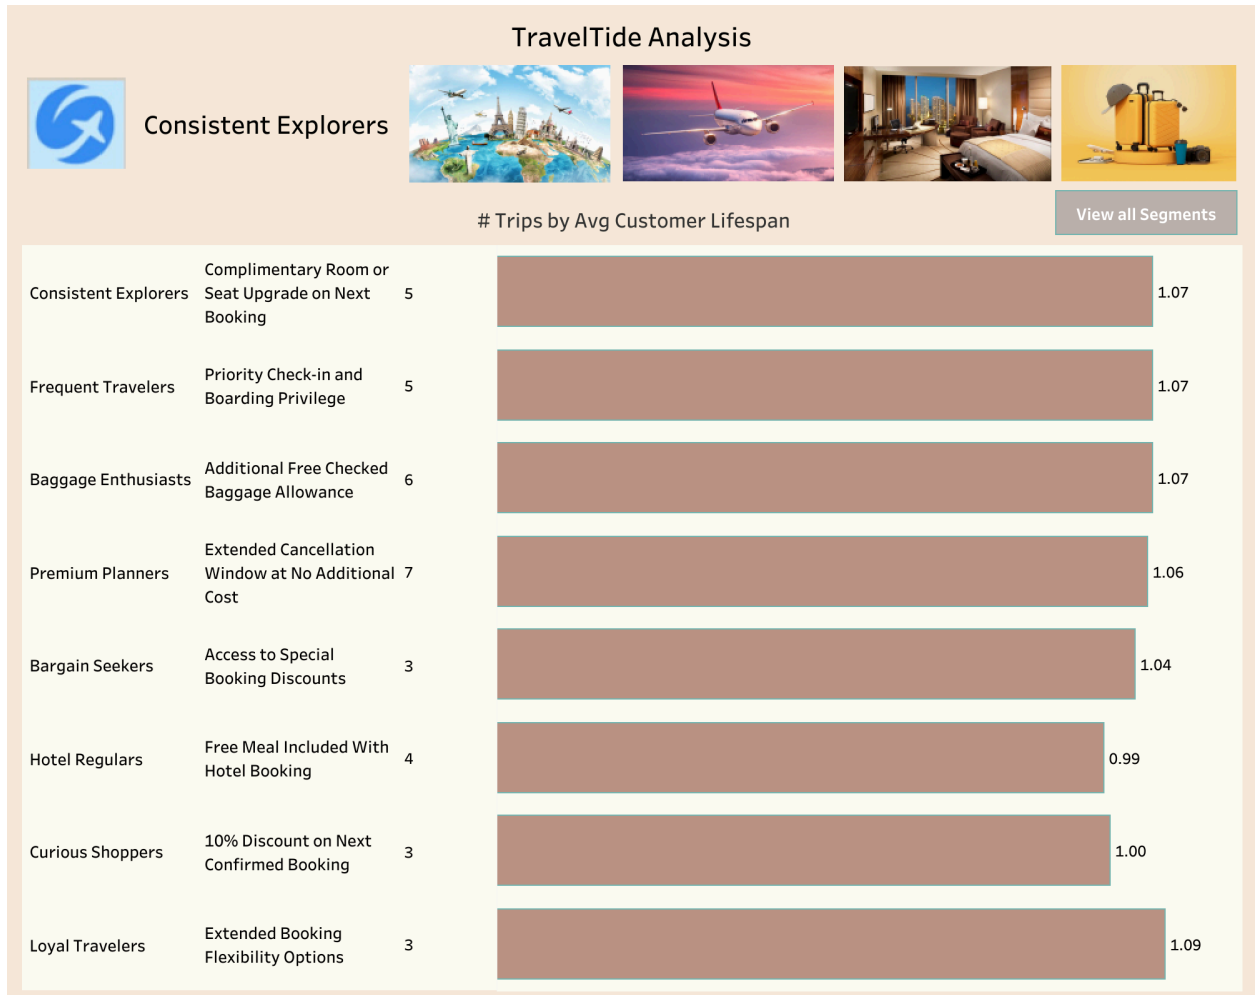 TravelTide Analysis
Consistent Explorers
# Trips by Avg Customer Lifespan
View all Segments
Consistent Explorers
Complimentary Room or
Seat Upgrade on Next
Booking
5
1.07
Frequent Travelers
Priority Check-in and
Boarding Privilege
5
1.07
Baggage Enthusiasts
Additional Free Checked
Baggage Allowance
6
1.07
Premium Planners
Extended Cancellation
Window at No Additional
Cost
7
1.06
Bargain Seekers
Access to Special
Booking Discounts
3
1.04
Hotel Regulars
Free Meal Included With
Hotel Booking
4
0.99
Curious Shoppers
10% Discount on Next
Confirmed Booking
3
1.00
Loyal Travelers
Extended Booking
Flexibility Options
3
1.09